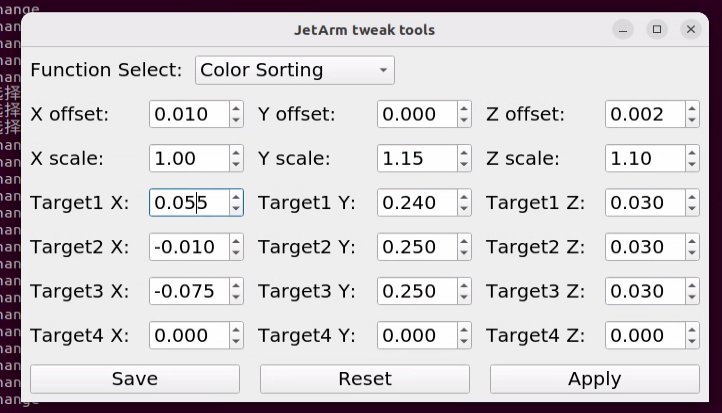 JetArm tweak tools
Function Select: Color Sorting
X offset: 0.010 Y offset: 0.000 Z offset: 0.002
X scale: 1.00 Y scale: 1.15 Z scale: 1.10
Target1 X: 0.055 Target1 Y: 0.240 Target1 Z: 0.030
Target2 X: -0.010 Target2 Y: 0.250 Target2 Z: 0.030
Target3 X: -0.075 Target3 Y: 0.250 Target3 Z: 0.030
Target4 X: 0.000 Target4 Y: 0.000 Target4 Z: 0.000
Save Reset Apply